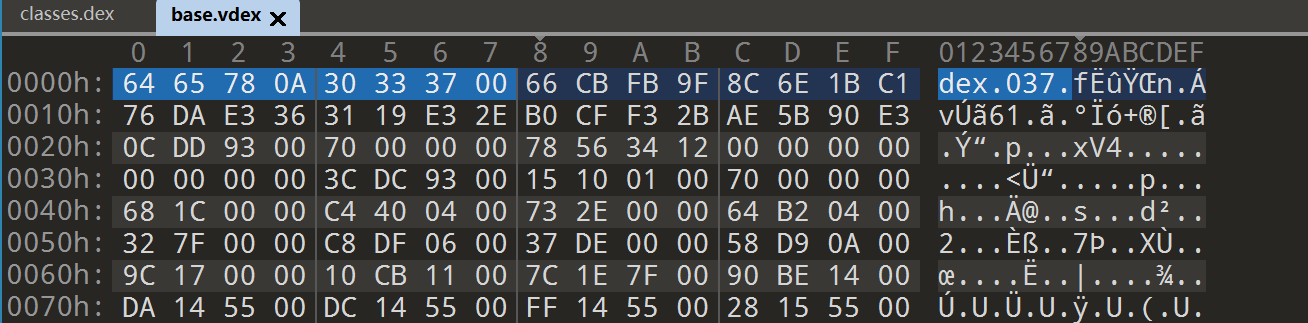 classes.dex base.vdex
0 1 2 3 4 5 6 7 8 9 A B C D E F 0123456789ABCDEF
0000h: 64 65 78 0A 30 33 37 00 66 CB FB 9F 8C 6E 1B C1 dex.037.fËûŸŒn.Á
0010h: 76 DA E3 36 31 19 E3 2E B0 CF F3 2B AE 5B 90 E3 vÚã61.ã.°Ïó+®[.ã
0020h: 0C DD 93 00 70 00 00 00 78 56 34 12 00 00 00 00 .Ý“.p...xV4.....
0030h: 00 00 00 00 3C DC 93 00 15 10 01 00 70 00 00 00 ....<Ü“.....p...
0040h: 68 1C 00 00 C4 40 04 00 73 2E 00 00 64 B2 04 00 h...Ä@..s...d²..
0050h: 32 7F 00 00 C8 DF 06 00 37 DE 00 00 58 D9 0A 00 2...Èß..7Þ..XÙ..
0060h: 9C 17 00 00 10 CB 11 00 7C 1E 7F 00 90 BE 14 00 œ....Ë..|....¾..
0070h: DA 14 55 00 DC 14 55 00 FF 14 55 00 28 15 55 00 Ú.U.Ü.U.ÿ.U.(.U.